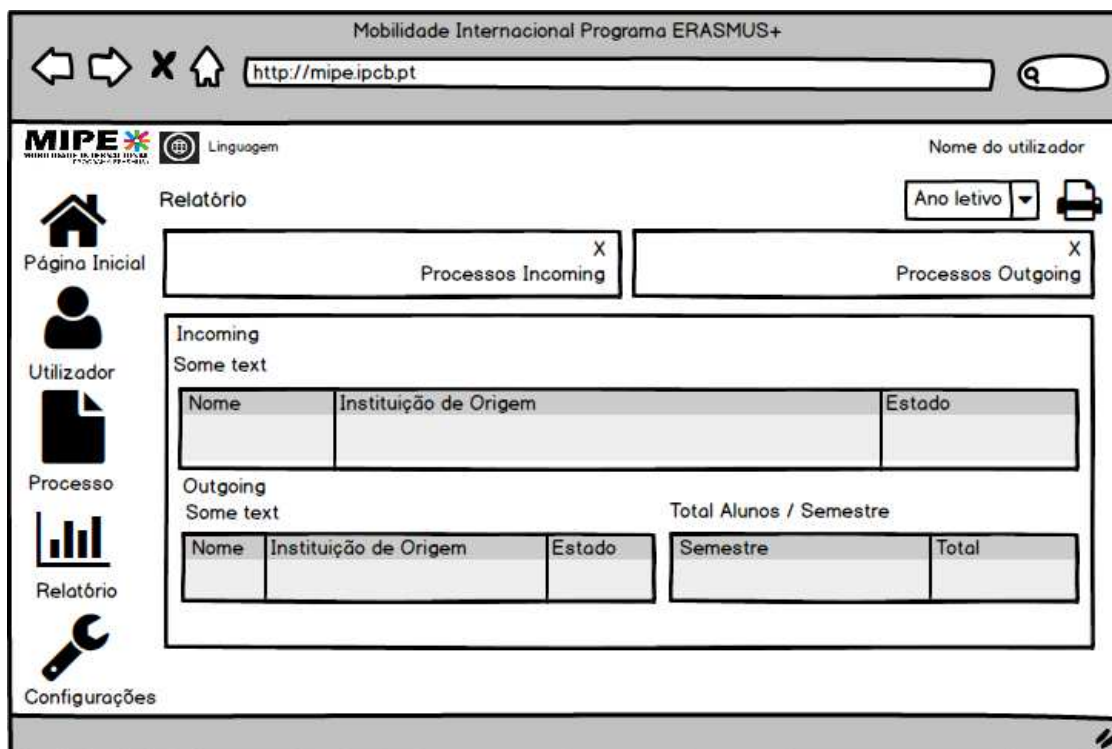 Mobilidade Internacional Programa ERASMUS+
http://mipe.ipcb.pt
MIPE
Linguagem
Nome do utilizador
Relatório
Ano letivo
Página Inicial
X
Processos Incoming
X
Processos Outgoing
Utilizador
Incoming
Some text
Nome Instituição de Origem Estado
Processo
Outgoing
Some text
Total Alunos / Semestre
Nome Instituição de Origem Estado
Semestre Total
Relatório
Configurações